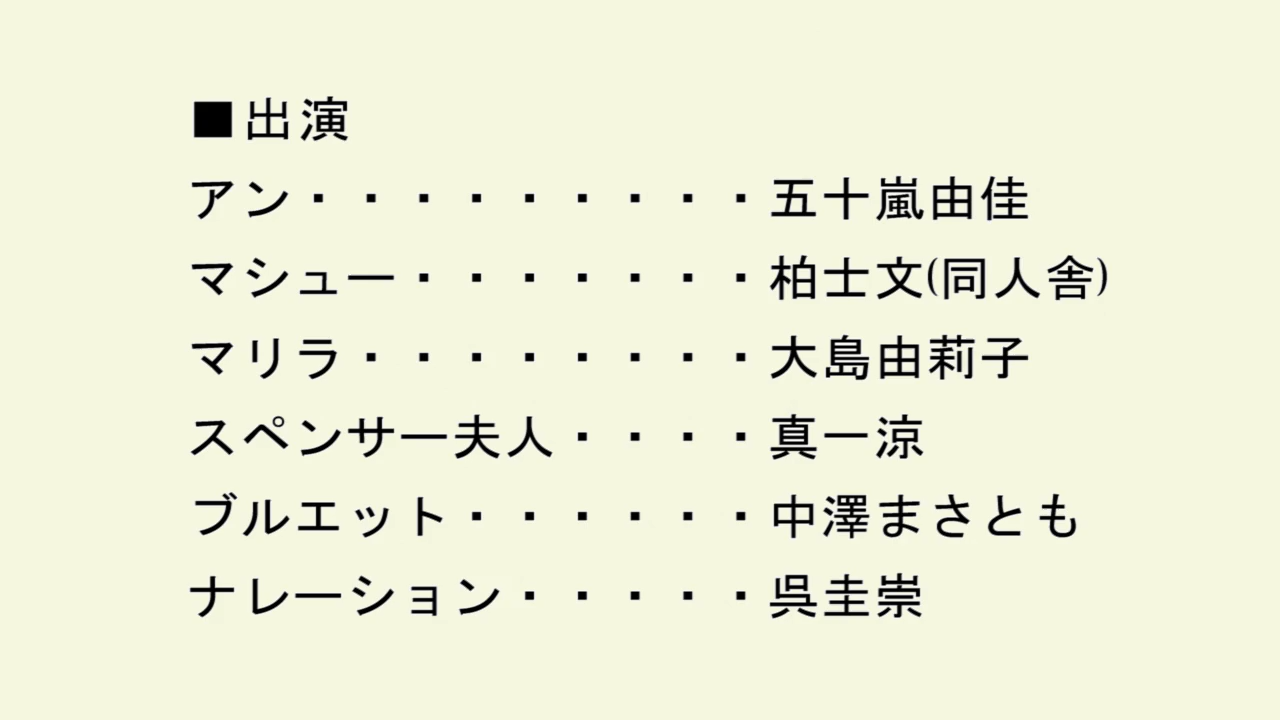 ■出演
アン・・・・・・・・・五十嵐由佳
マシュー・・・・・・・柏士文(同人舎)
マリラ・・・・・・・・大島由莉子
スペンサー夫人・・・・真一涼
ブルエット・・・・・・中澤まさとも
ナレーション・・・・・呉圭崇